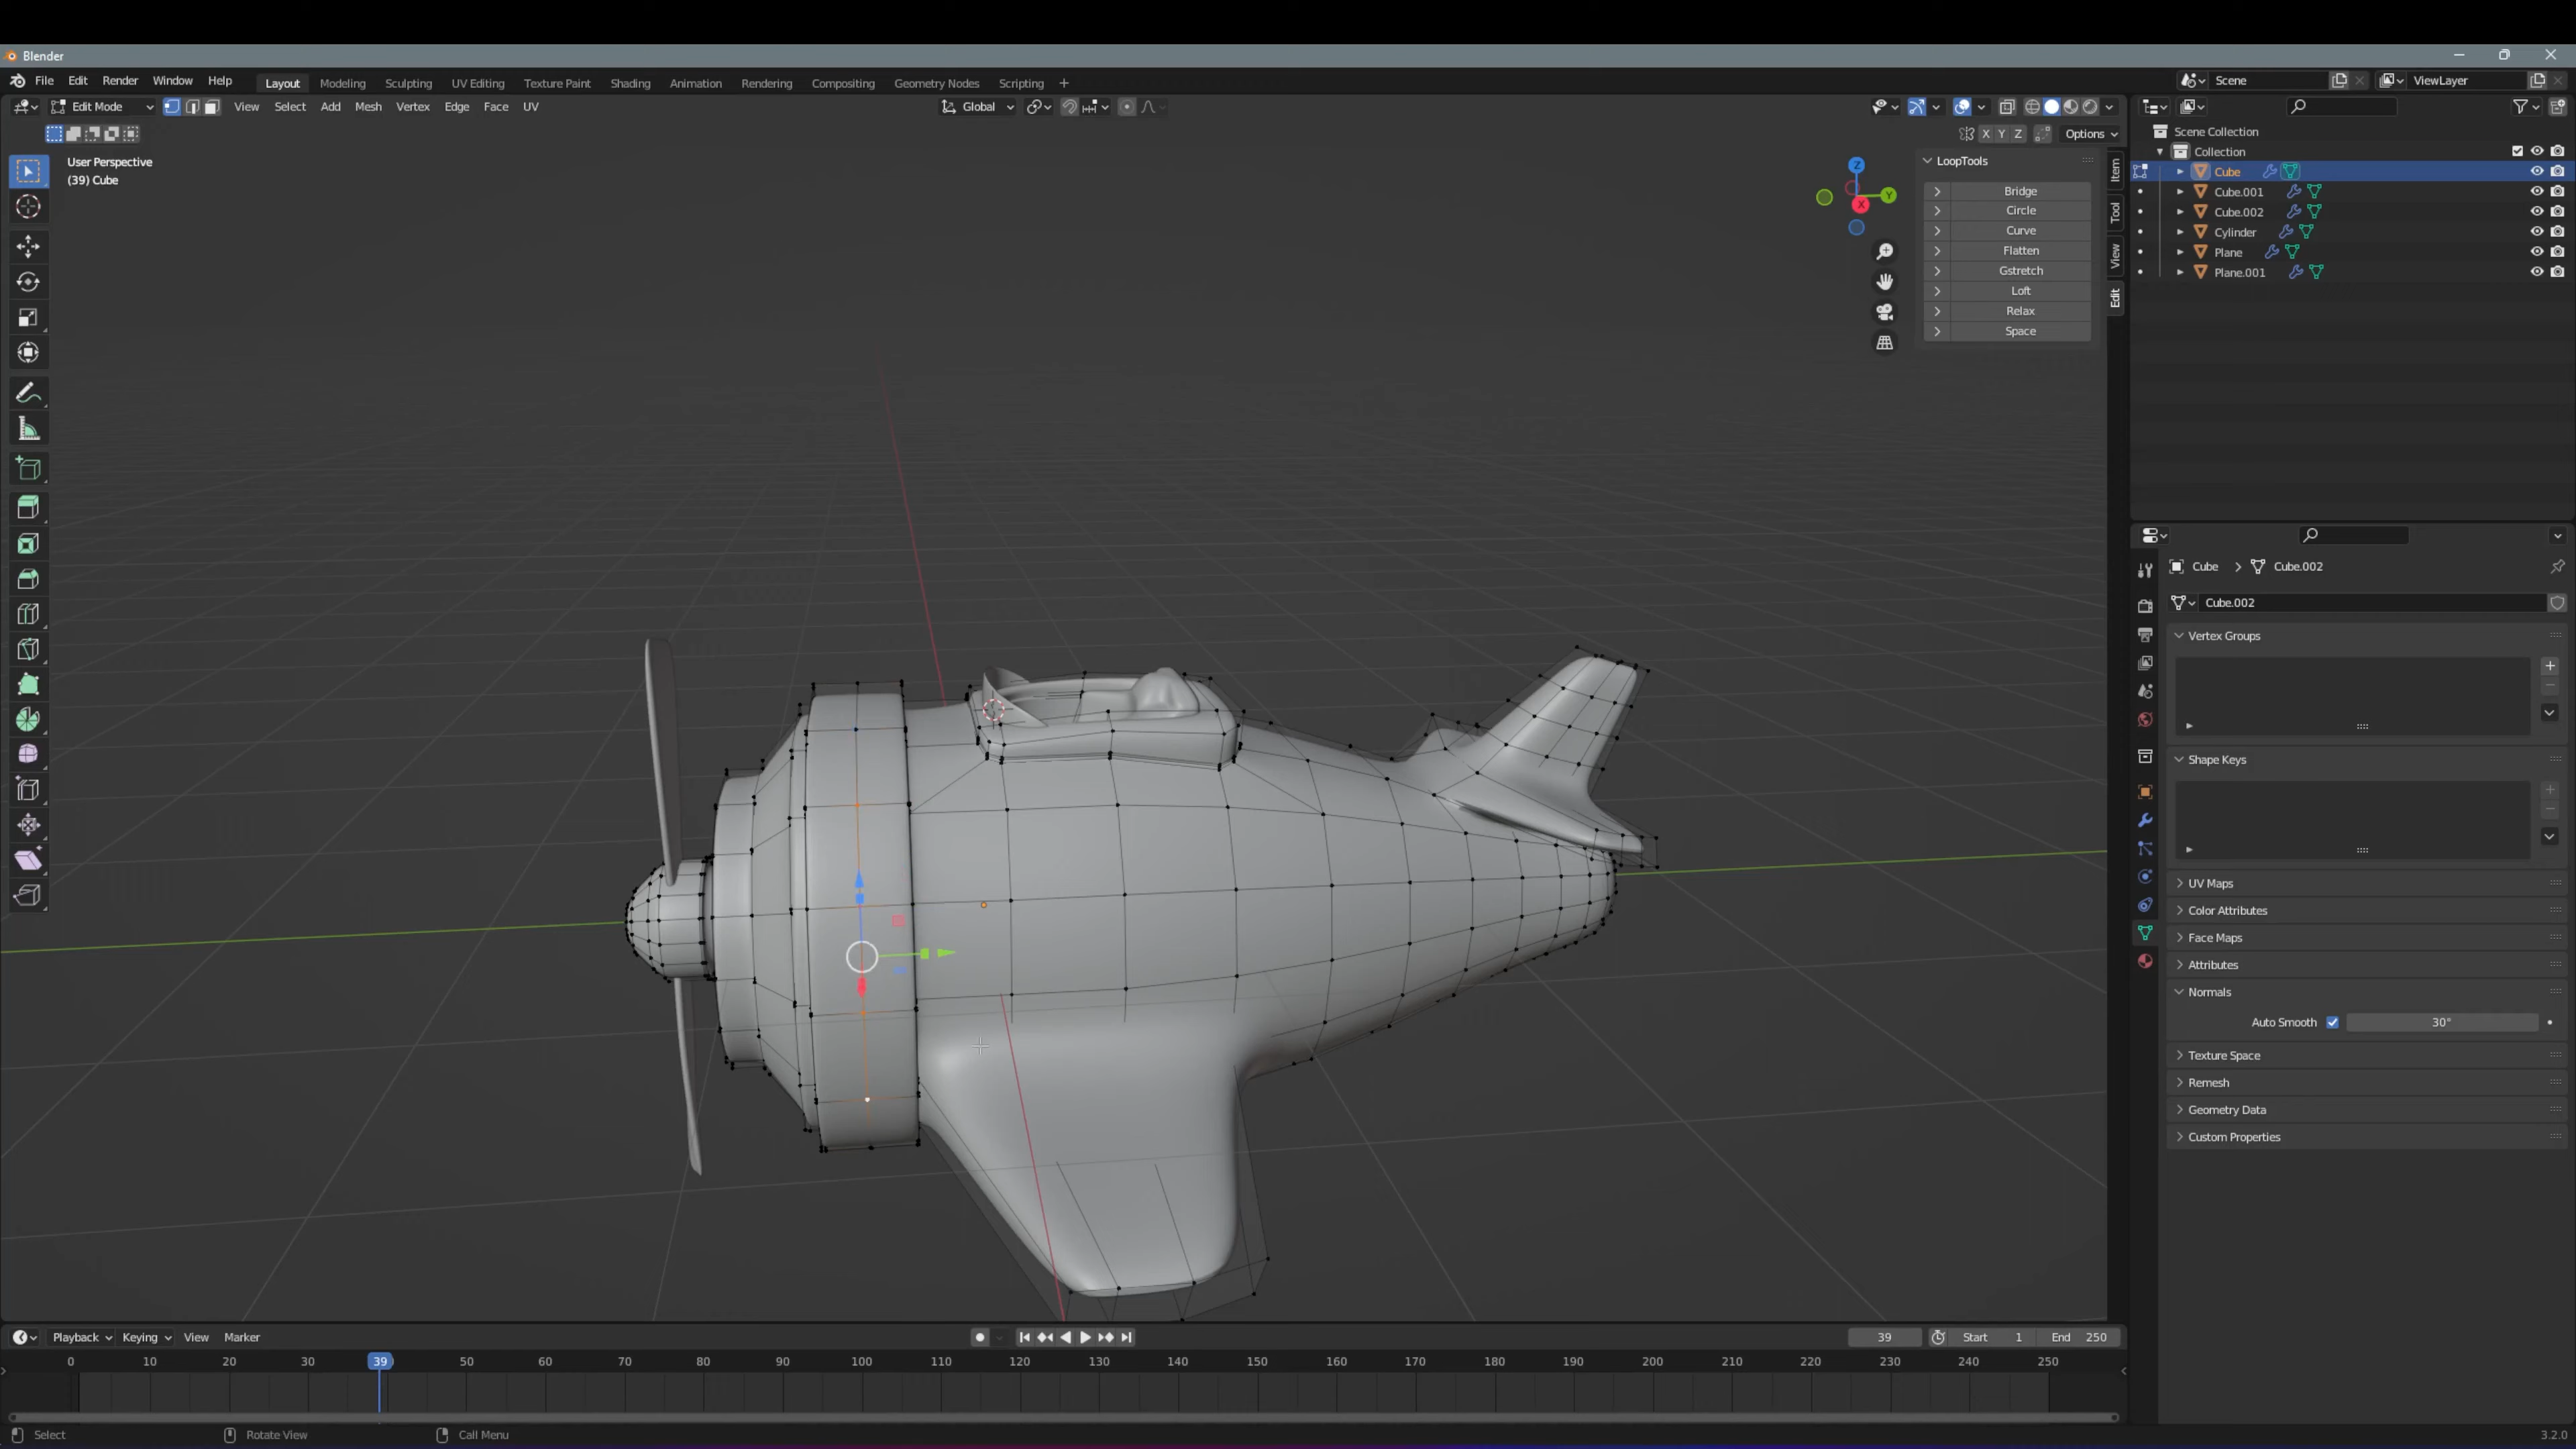 Blender
File Edit Render Window Help Layout Modeling Sculpting UV Editing Texture Paint Shading Animation Rendering Compositing Geometry Nodes Scripting + Scene ViewLayer
Edit Mode View Select Add Mesh Vertex Edge Face UV Global
X Y Z Options
User Perspective
(39) Cube
Z
Y
X
LoopTools
Bridge
Circle
Curve
Flatten
Gstretch
Loft
Relax
Space
Item
Tool
View
Edit
Scene Collection
Collection
Cube
Cube.001
Cube.002
Cylinder
Plane
Plane.001
Cube > Cube.002
Cube.002
Vertex Groups
Shape Keys
UV Maps
Color Attributes
Face Maps
Attributes
Normals
Auto Smooth 30°
Texture Space
Remesh
Geometry Data
Custom Properties
Playback Keying View Marker 39 Start 1 End 250
0 10 20 30 39 50 60 70 80 90 100 110 120 130 140 150 160 170 180 190 200 210 220 230 240 250
Select Rotate View Call Menu 3.2.0